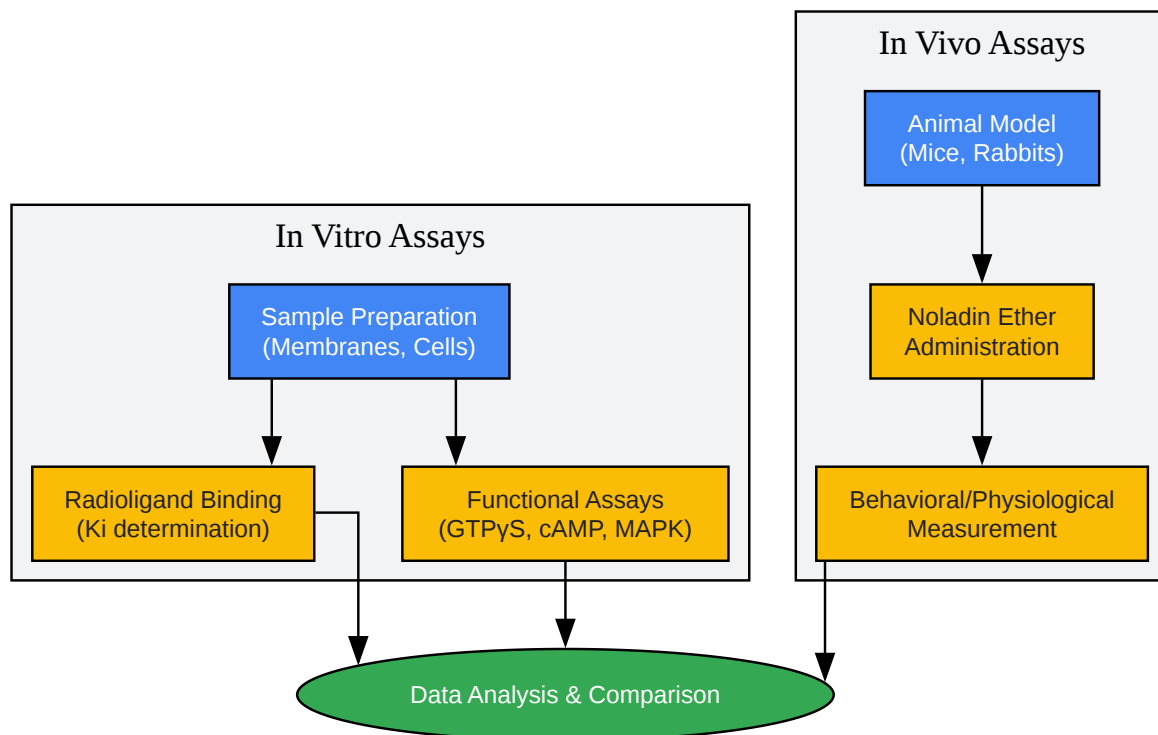 In Vitro Assays
Sample Preparation
(Membranes, Cells)
Radioligand Binding
(Ki determination)
Functional Assays
(GTPγS, cAMP, MAPK)
In Vivo Assays
Animal Model
(Mice, Rabbits)
Noladin Ether
Administration
Behavioral/Physiological
Measurement
Data Analysis & Comparison